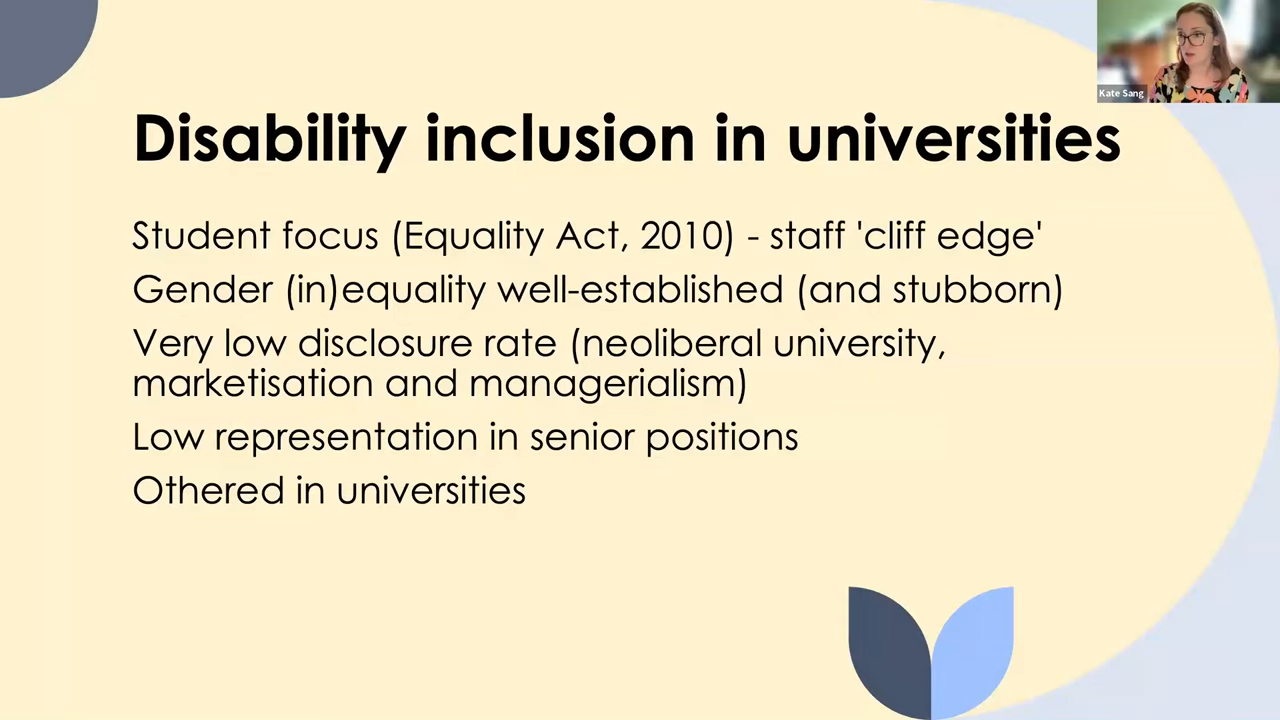 Kate Sang
Disability inclusion in universities
Student focus (Equality Act, 2010) - staff 'cliff edge'
Gender (in)equality well-established (and stubborn)
Very low disclosure rate (neoliberal university,
marketisation and managerialism)
Low representation in senior positions
Othered in universities